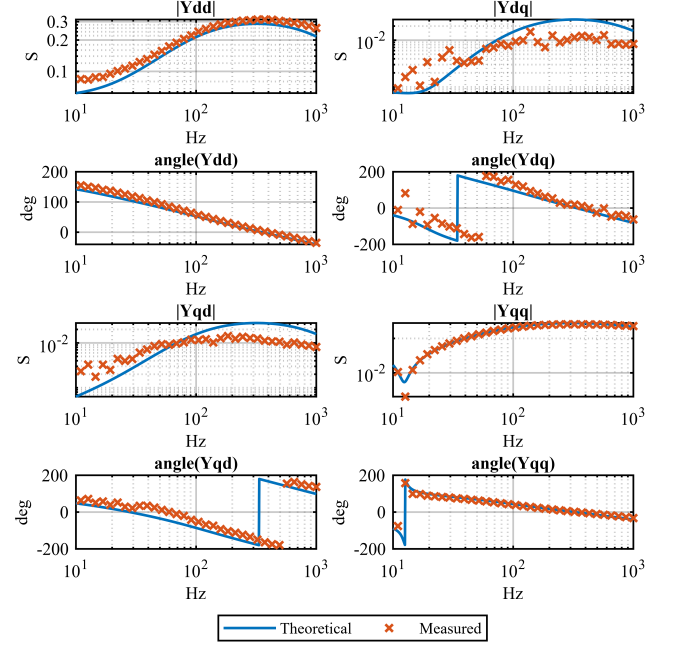 |Ydd| |Ydq|
0.3
0.2
0.1
S
10^1 10^2 10^3
Hz
10^-2
S
10^1 10^2 10^3
Hz
angle(Ydd) angle(Ydq)
200
100
0
deg
10^1 10^2 10^3
Hz
200
0
-200
deg
10^1 10^2 10^3
Hz
|Yqd| |Yqq|
10^-2
S
10^1 10^2 10^3
Hz
10^-2
S
10^1 10^2 10^3
Hz
angle(Yqd) angle(Yqq)
200
0
-200
deg
10^1 10^2 10^3
Hz
200
0
-200
deg
10^1 10^2 10^3
Hz
Theoretical Measured